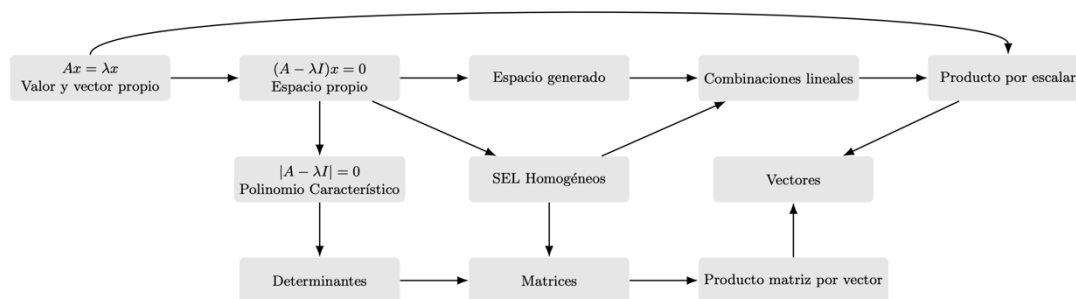 Ax = λx
Valor y vector propio
(A − λI)x = 0
Espacio propio
Espacio generado
Combinaciones lineales
Producto por escalar
|A − λI| = 0
Polinomio Característico
SEL Homogéneos
Vectores
Determinantes
Matrices
Producto matriz por vector